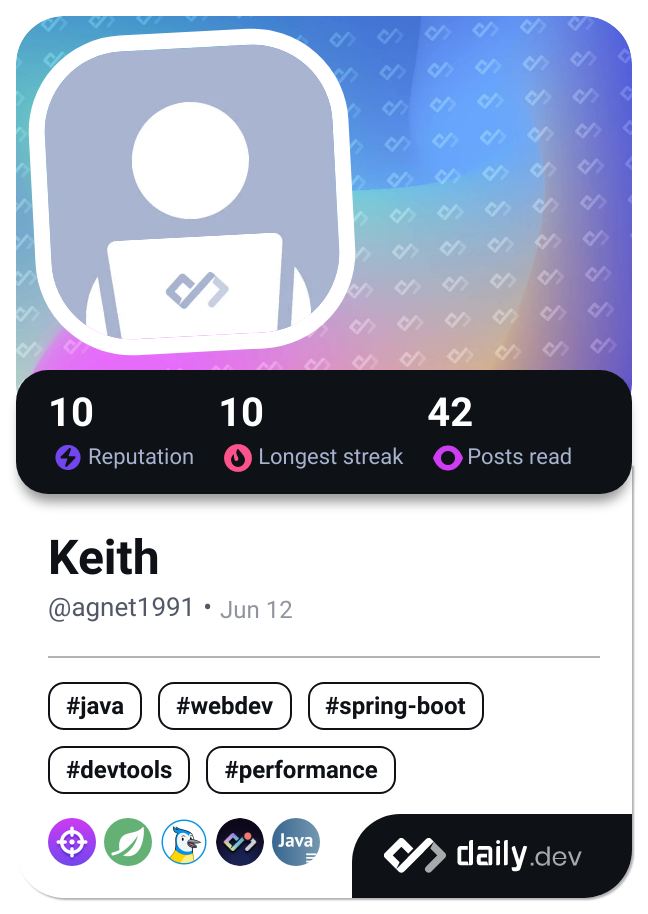 10 10 42
Reputation Longest streak Posts read
Keith
@agnet1991 • Jun 12
#java #webdev #spring-boot
#devtools #performance
Java
daily.dev